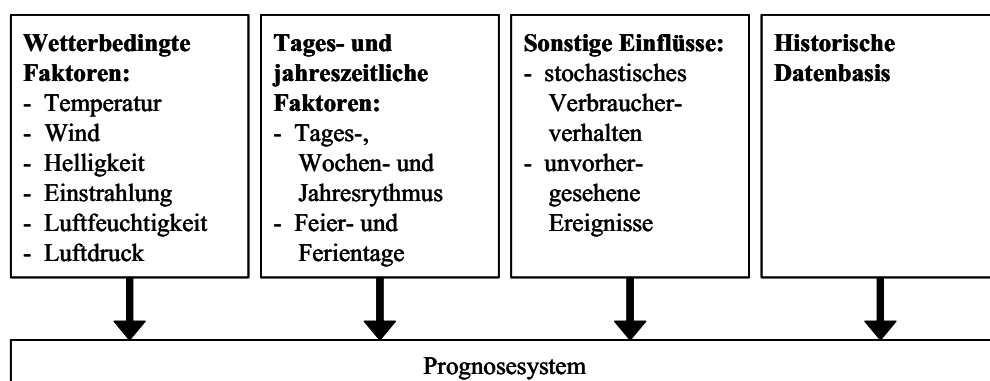 Wetterbedingte
Faktoren:
- Temperatur
- Wind
- Helligkeit
- Einstrahlung
- Luftfeuchtigkeit
- Luftdruck
Tages- und
jahreszeitliche
Faktoren:
- Tages-,
Wochen- und
Jahresrythmus
- Feier- und
Ferientage
Sonstige Einflüsse:
- stochastisches
Verbraucher-
verhalten
- unvorher-
gesehene
Ereignisse
Historische
Datenbasis
Prognosesystem